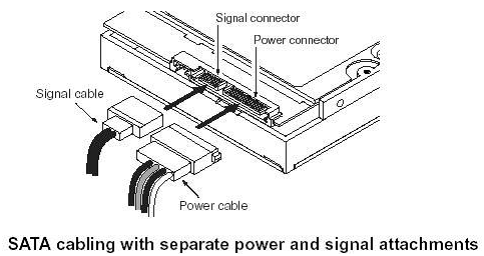 Signal connector
Power connector
Signal cable
Power cable
SATA cabling with separate power and signal attachments